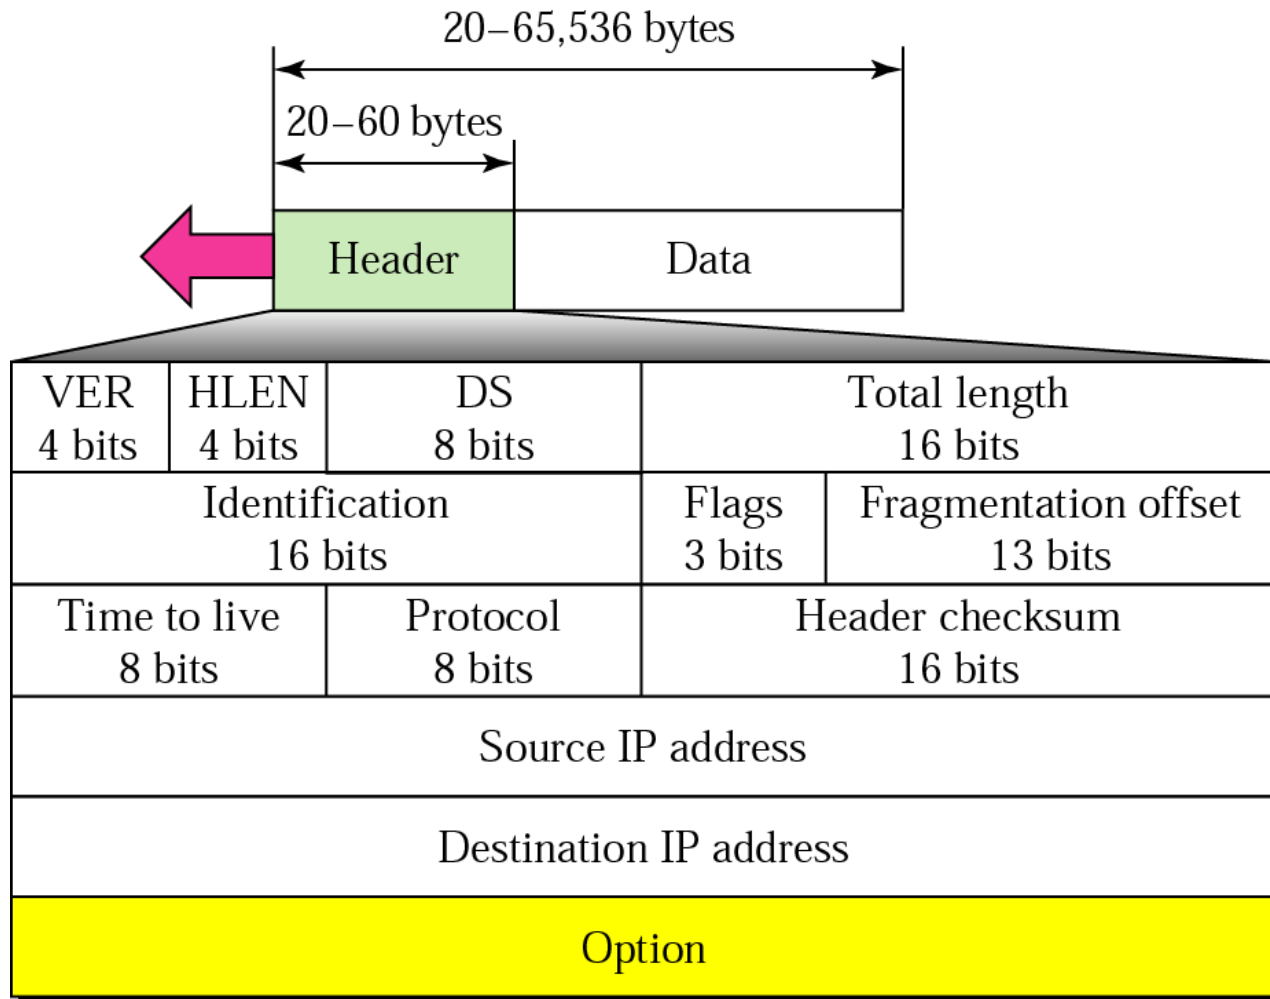 20–65,536 bytes
20–60 bytes
Header
Data
VER
4 bits
HLEN
4 bits
DS
8 bits
Total length
16 bits
Identification
16 bits
Flags
3 bits
Fragmentation offset
13 bits
Time to live
8 bits
Protocol
8 bits
Header checksum
16 bits
Source IP address
Destination IP address
Option